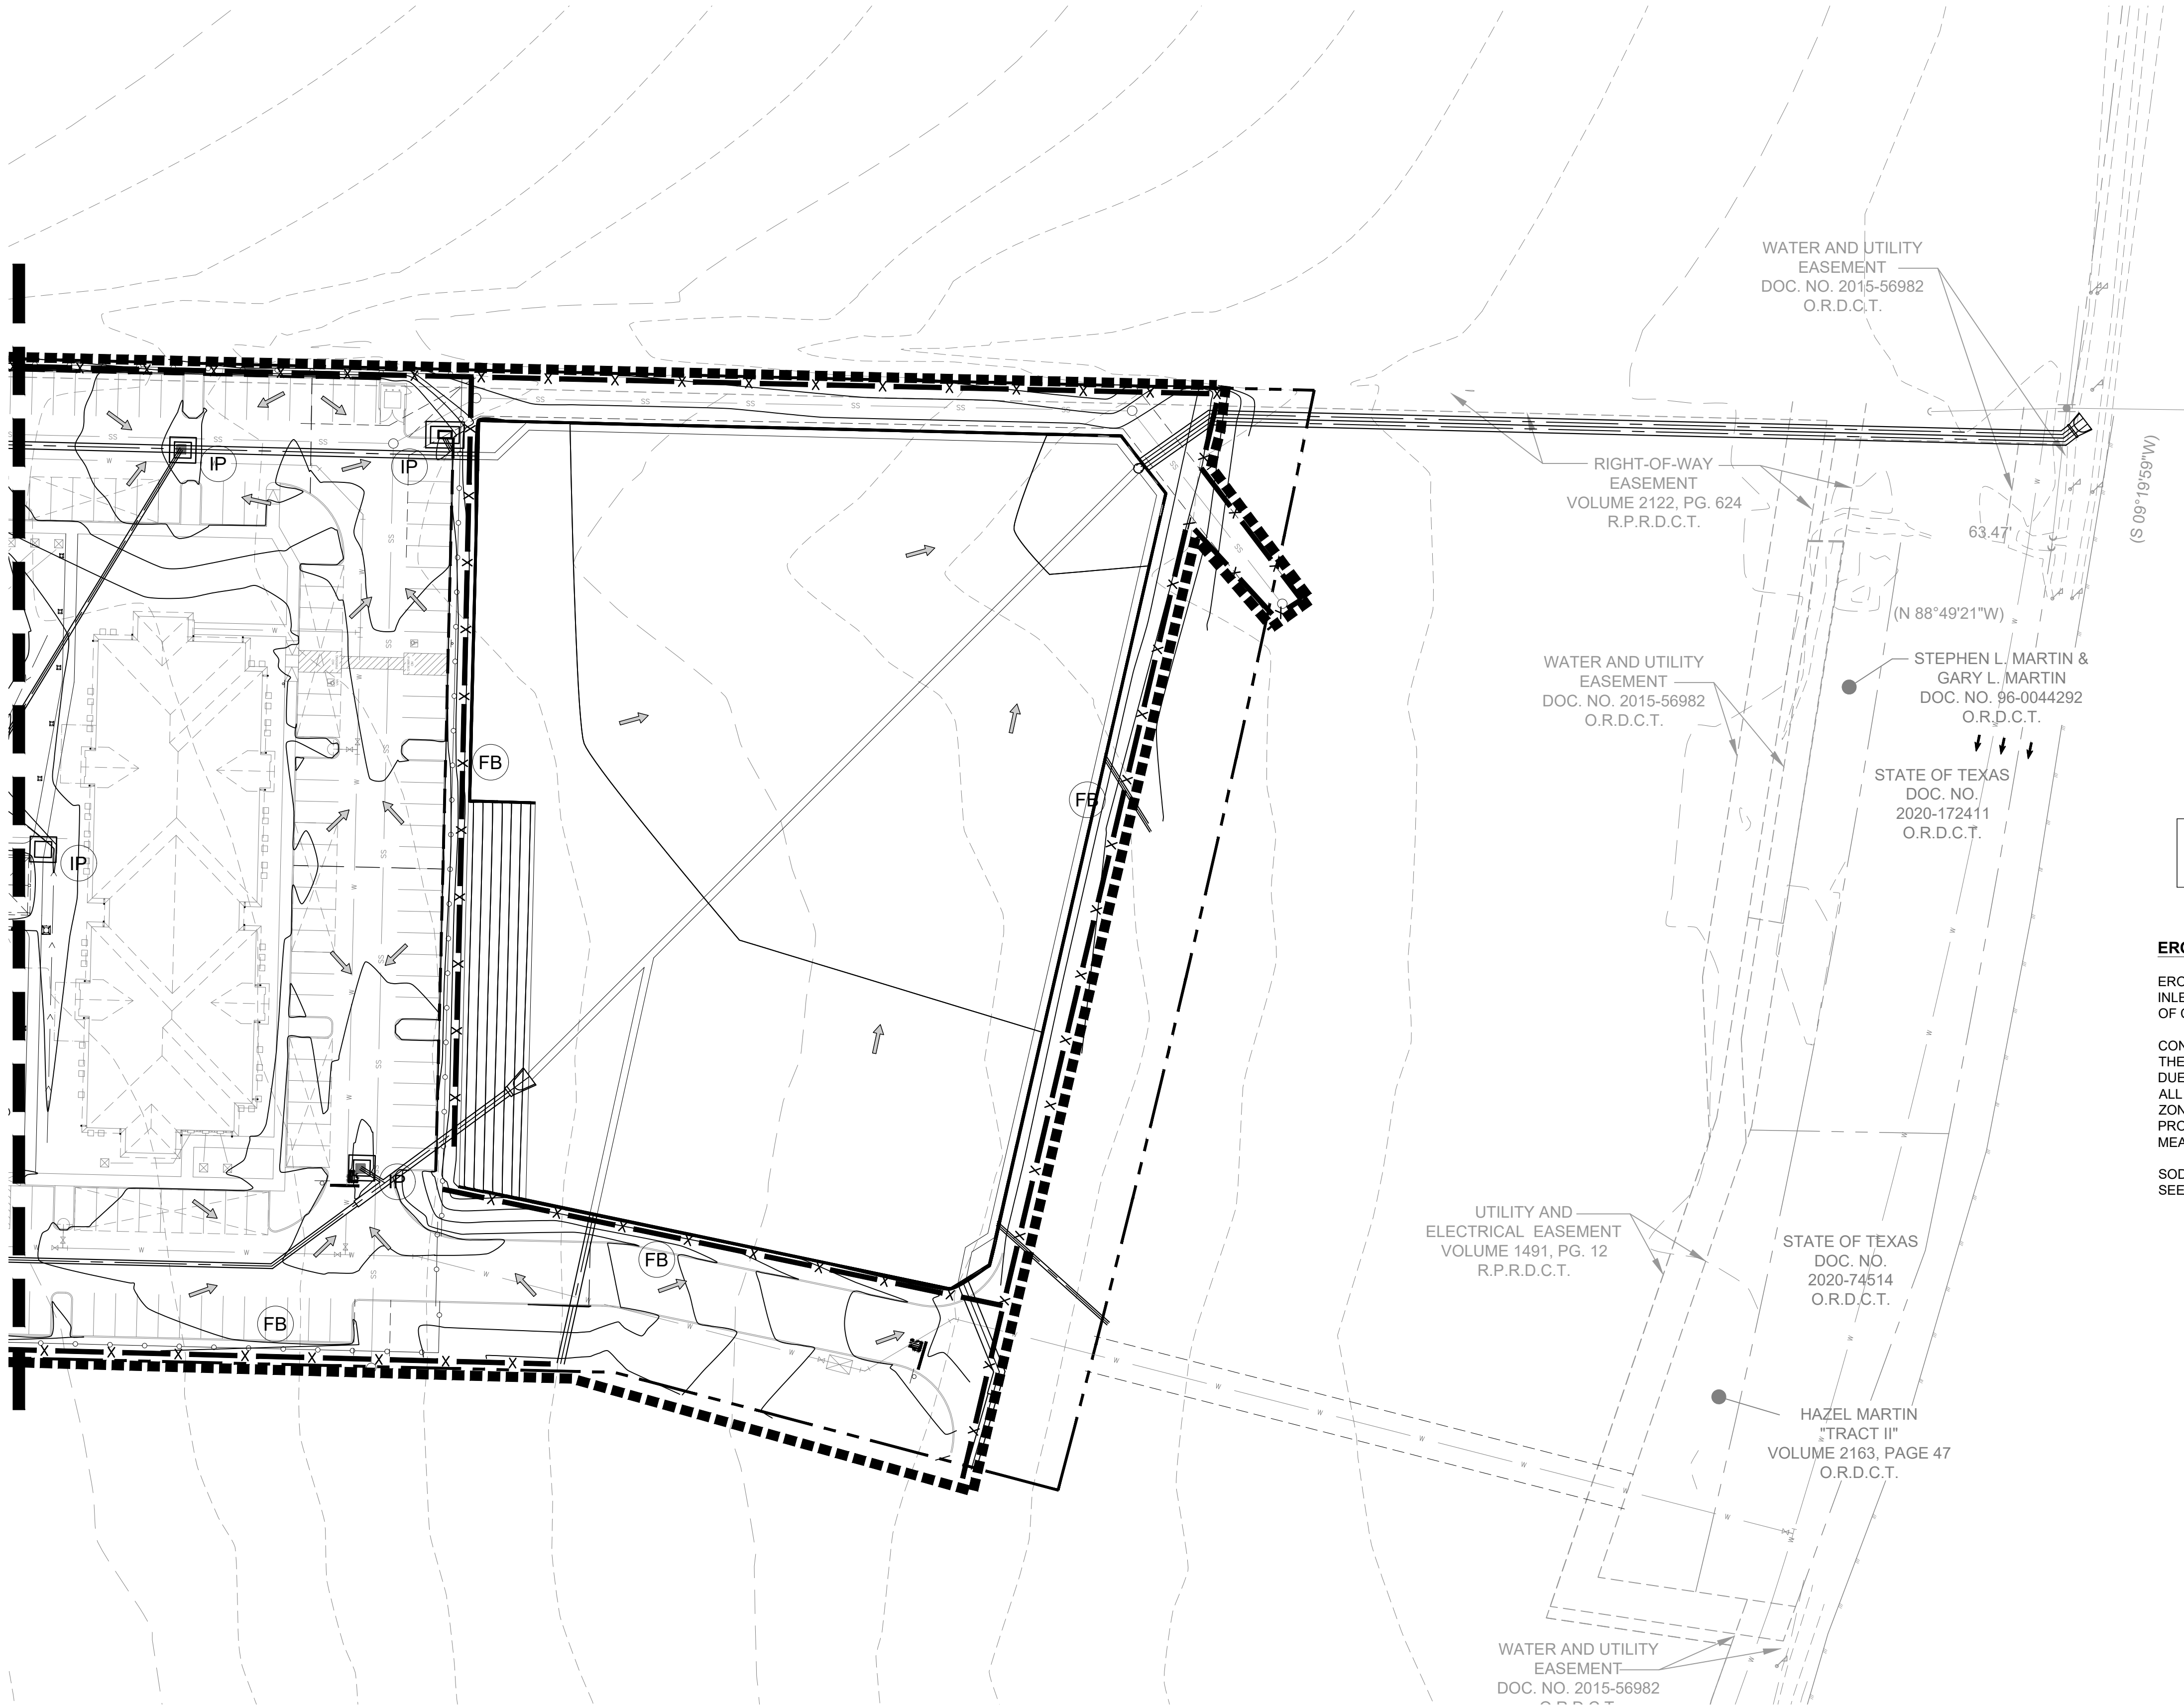 WATER AND UTILITY
EASEMENT
DOC. NO. 2015-56982
O.R.D.C.T.
(S 09°19'59"W)
IP
IP
RIGHT-OF-WAY
EASEMENT
VOLUME 2122, PG. 624
R.P.R.D.C.T.
63.47'
(N 88°49'21"W)
WATER AND UTILITY
EASEMENT
DOC. NO. 2015-56982
O.R.D.C.T.
STEPHEN L. MARTIN &
GARY L. MARTIN
DOC. NO. 96-0044292
O.R.D.C.T.
FB
FB
STATE OF TEXAS
DOC. NO.
2020-172411
O.R.D.C.T.
IP
IP
UTILITY AND
ELECTRICAL EASEMENT
VOLUME 1491, PG. 12
R.P.R.D.C.T.
STATE OF TEXAS
DOC. NO.
2020-74514
O.R.D.C.T.
FB
FB
HAZEL MARTIN
"TRACT II"
VOLUME 2163, PAGE 47
O.R.D.C.T.
WATER AND UTILITY
EASEMENT
DOC. NO. 2015-56982